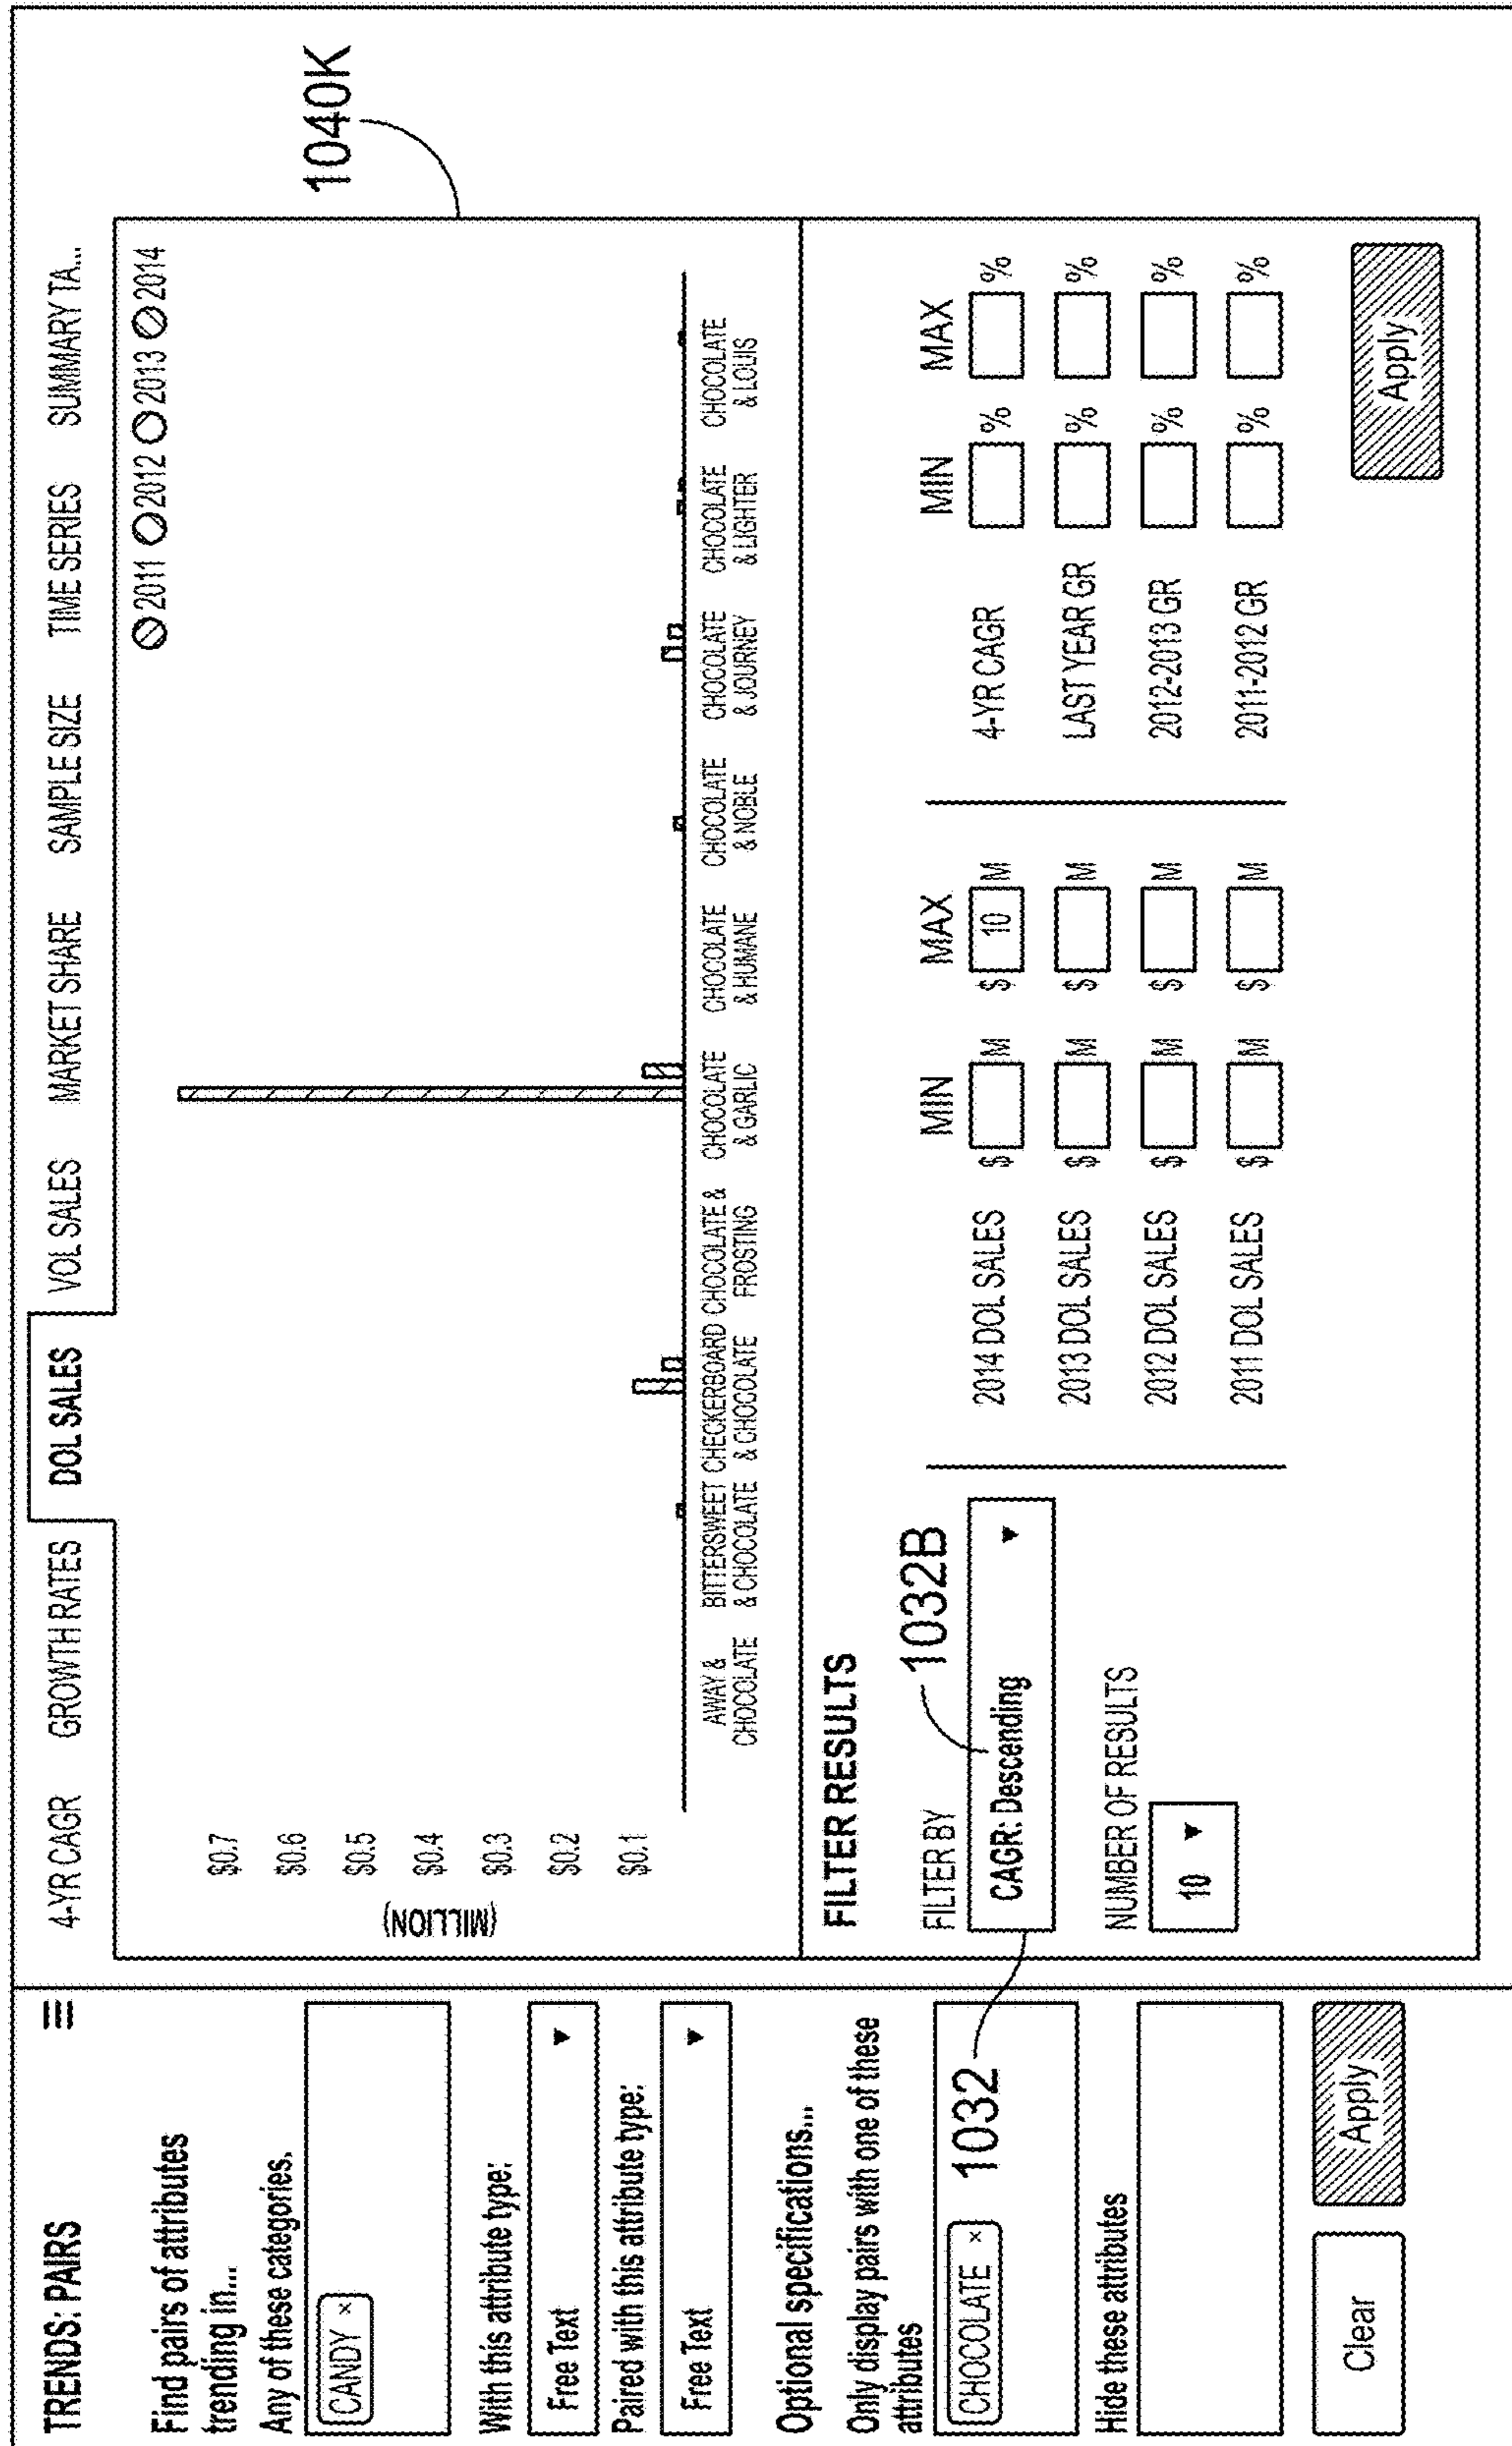 TRENDS: PAIRS
Find pairs of attributes
trending in...
Any of these categories.
CANDY ×
With this attribute type:
Free Text ▼
Paired with this attribute type:
Free Text ▼
Optional specifications...
Only display pairs with one of these
attributes
CHOCOLATE ×
1032
Hide these attributes
Clear
Apply
4-YR CAGR GROWTH RATES DOL SALES VOL SALES MARKET SHARE SAMPLE SIZE TIME SERIES SUMMARY TA...
2011 2012 2013 2014
1040K
(MILLION)
$0.7
$0.6
$0.5
$0.4
$0.3
$0.2
$0.1
AWAY &
CHOCOLATE
BITTERSWEET
& CHOCOLATE
CHECKERBOARD
& CHOCOLATE
CHOCOLATE &
FROSTING
CHOCOLATE
& GARLIC
CHOCOLATE
& HUMANE
CHOCOLATE
& NOBLE
CHOCOLATE
& JOURNEY
CHOCOLATE
& LIGHTER
CHOCOLATE
& LOUIS
FILTER RESULTS
FILTER BY
1032B
CAGR: Descending ▼
NUMBER OF RESULTS
10 ▼
MIN MAX
2014 DOL SALES $ M $ 10 M
2013 DOL SALES $ M $ M
2012 DOL SALES $ M $ M
2011 DOL SALES $ M $ M
MIN MAX
4-YR CAGR % %
LAST YEAR GR % %
2012-2013 GR % %
2011-2012 GR % %
Apply